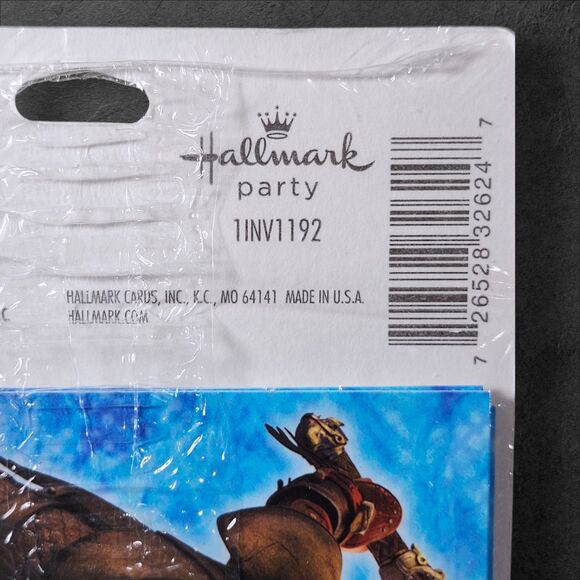 Hallmark
party
1INV1192
HALLMARK CARDS, INC., K.C., MO 64141 MADE IN U.S.A.
HALLMARK.COM
C
7 26528 32624 7